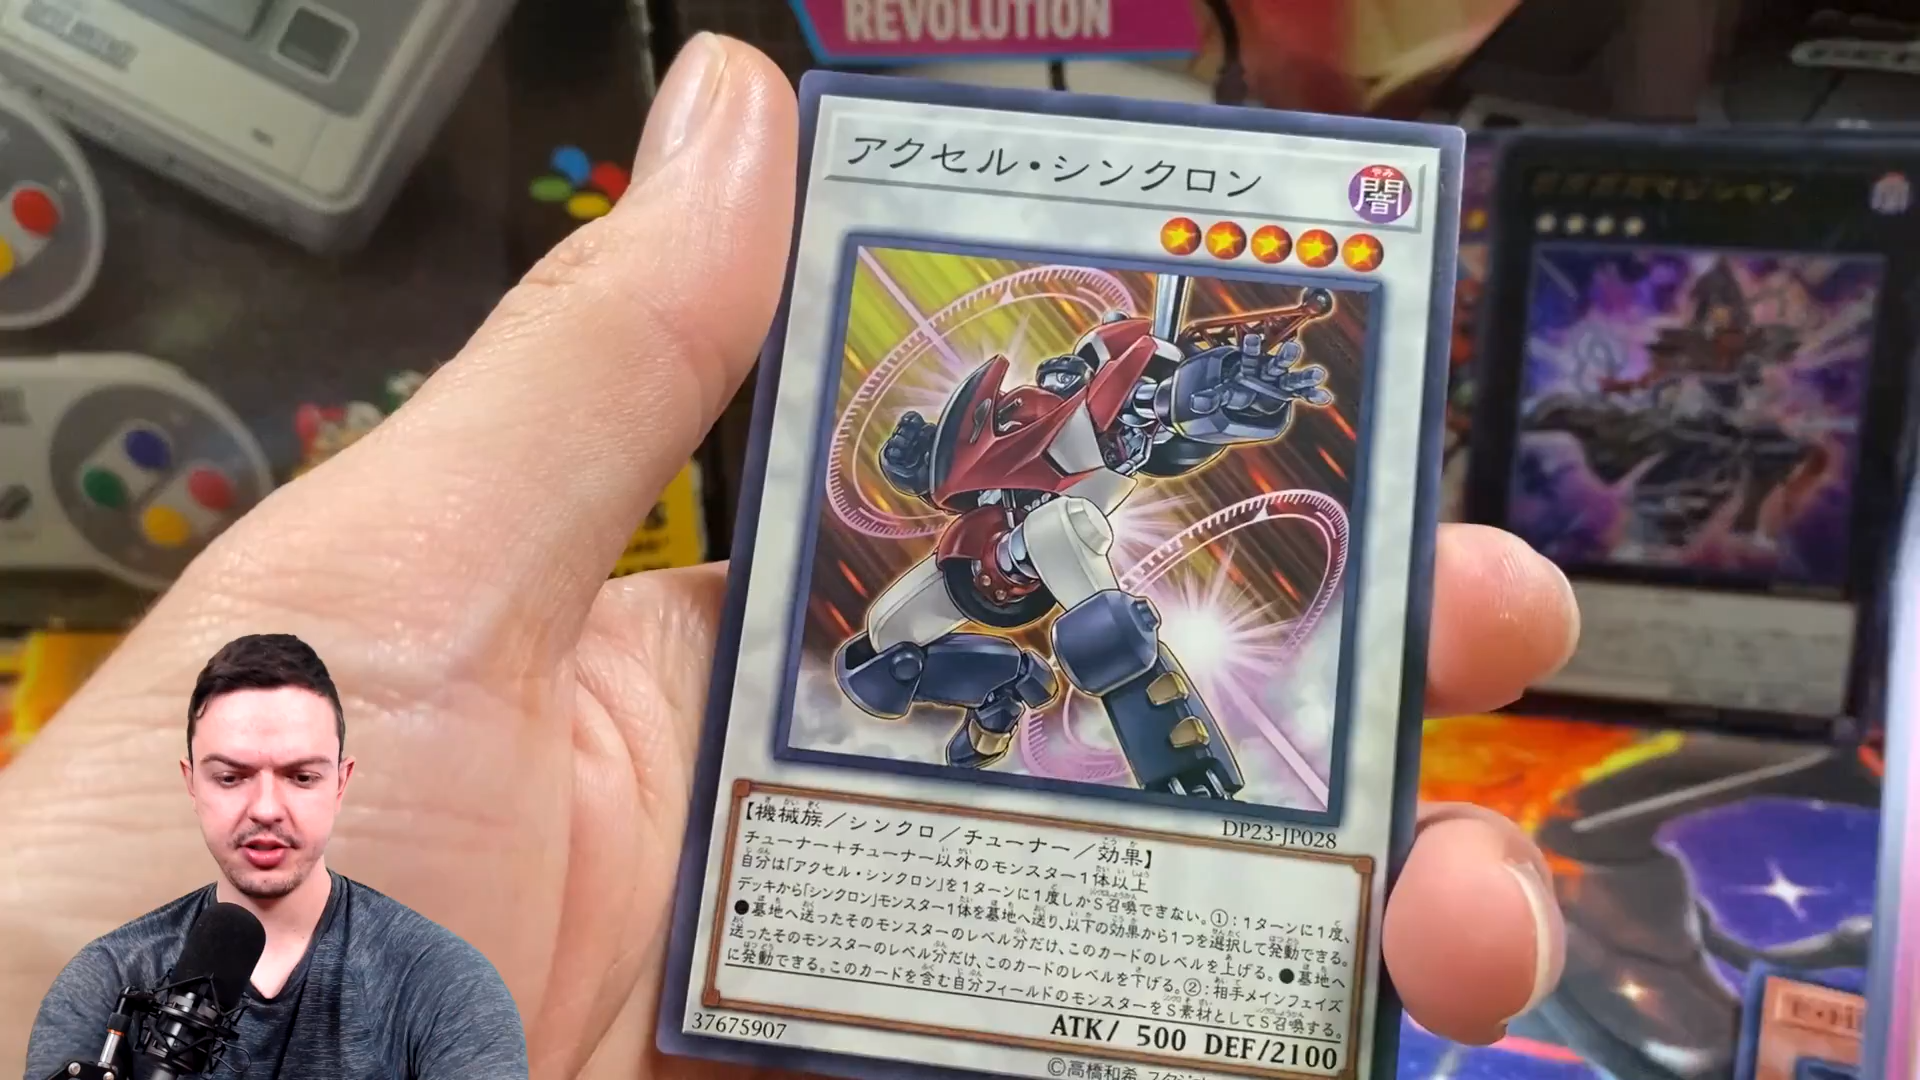 REVOLUTION
アクセル・シンクロン
やみ
闇
DP23-JP028
【機械族／シンクロ／チューナー／効果】
チューナー＋チューナー以外のモンスター1体以上
自分は「アクセル・シンクロン」を1ターンに1度しかS召喚できない。①：1ターンに1度、
デッキから「シンクロン」モンスター1体を墓地へ送り、以下の効果から1つを選択して発動できる。
●墓地へ送ったそのモンスターのレベル分だけ、このカードのレベルを上げる。●墓地へ
送ったそのモンスターのレベル分だけ、このカードのレベルを下げる。②：相手メインフェイズ
に発動できる。このカードを含む自分フィールドのモンスターをS素材としてS召喚する。
ATK/ 500 DEF/2100
37675907
©高橋和希 スタジオ